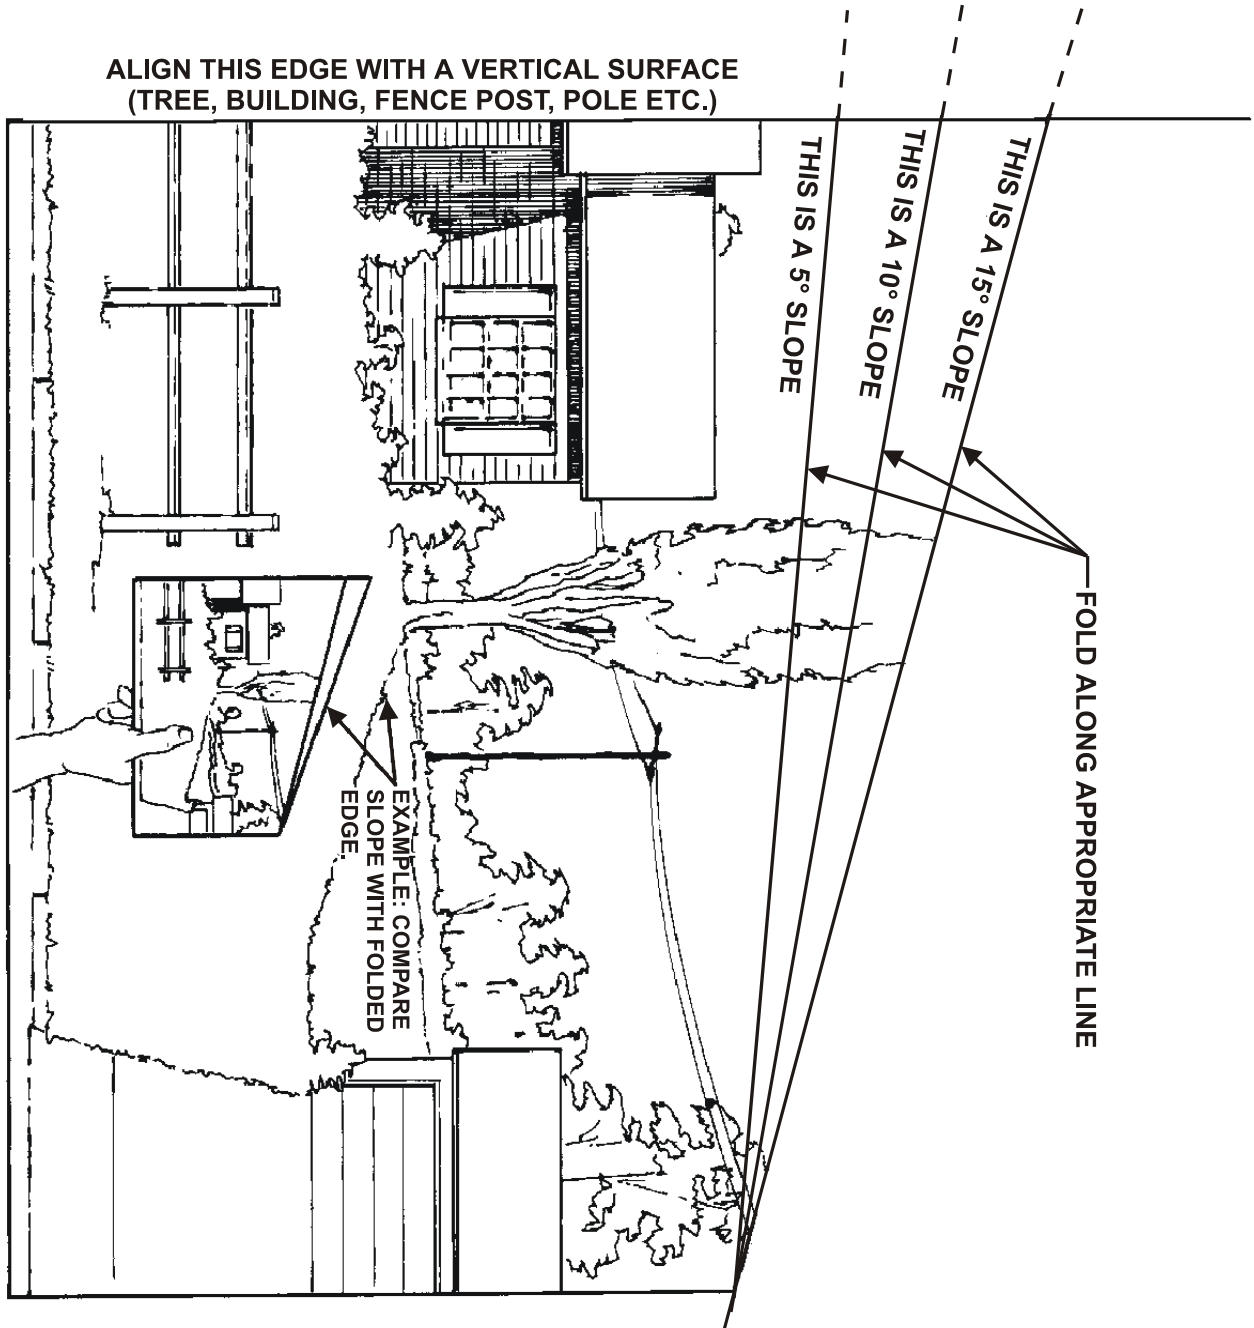 ALIGN THIS EDGE WITH A VERTICAL SURFACE
(TREE, BUILDING, FENCE POST, POLE ETC.)
THIS IS A 5° SLOPE
THIS IS A 10° SLOPE
THIS IS A 15° SLOPE
FOLD ALONG APPROPRIATE LINE
EXAMPLE: COMPARE
SLOPE WITH FOLDED
EDGE.